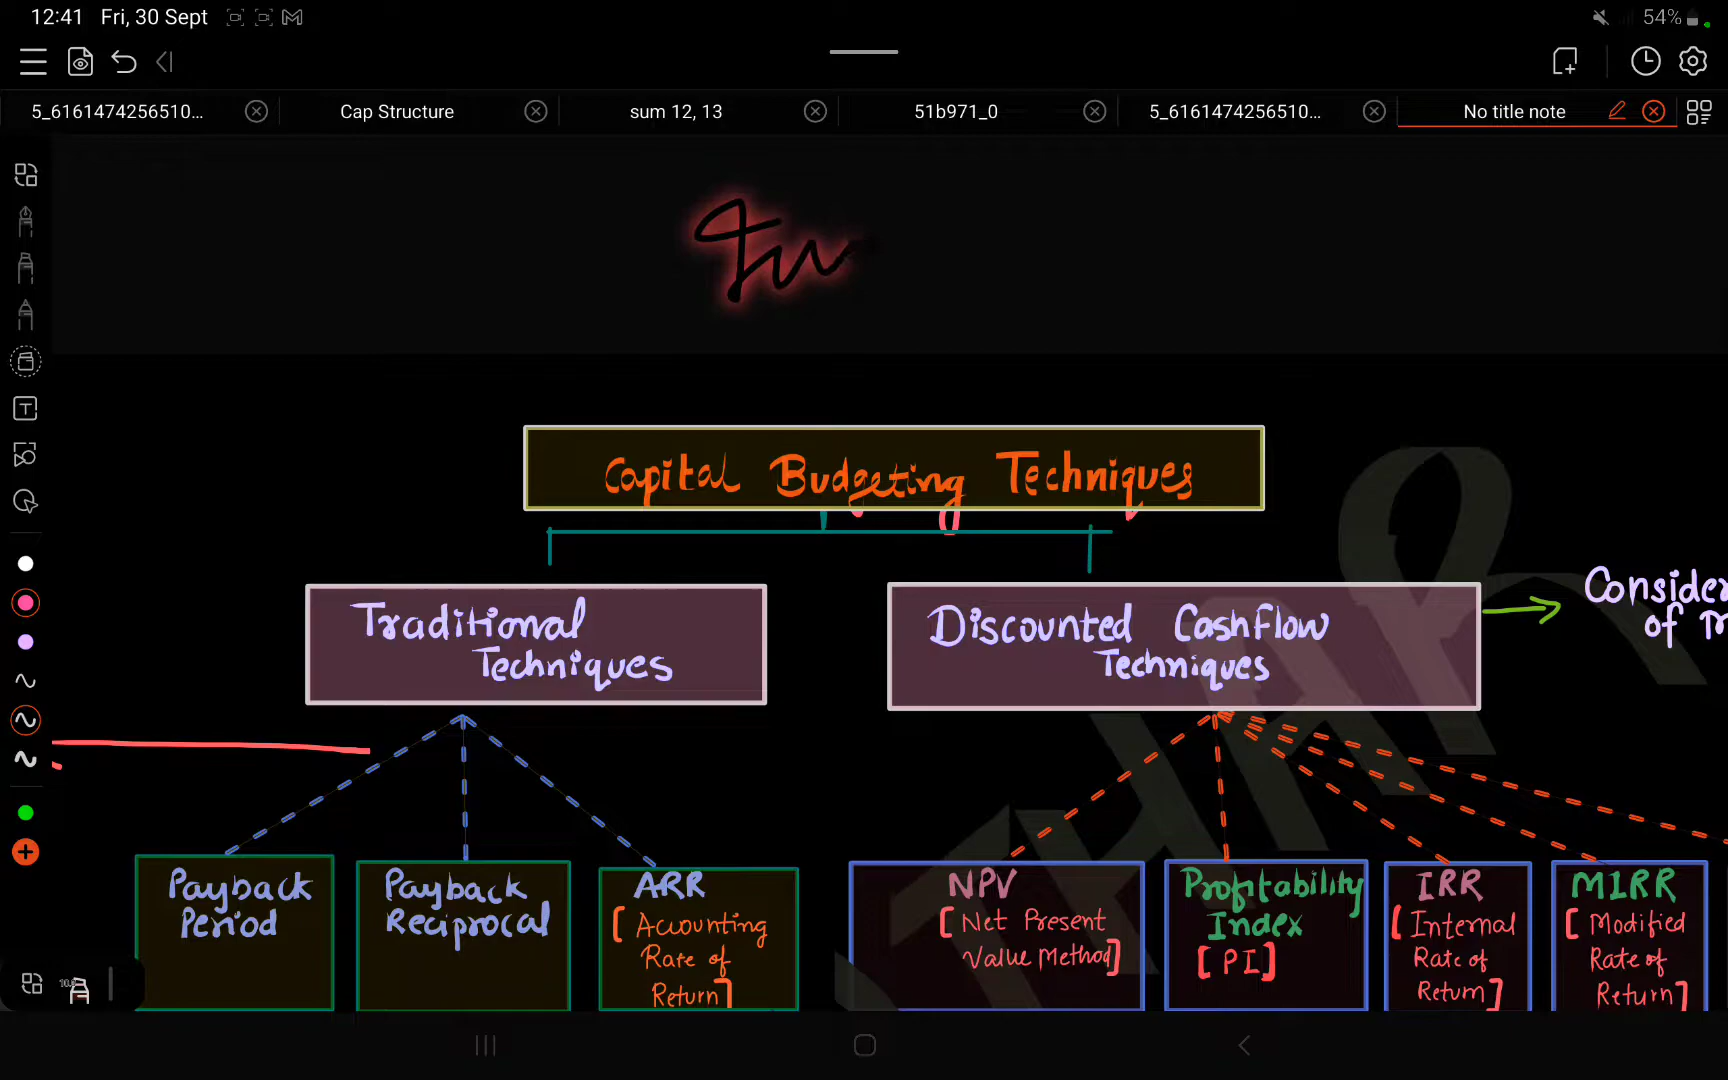 12:41 Fri, 30 Sept
54%
5_6161474256510...
Cap Structure
sum 12, 13
51b971_0
5_6161474256510...
No title note
Capital Budgeting Techniques
Traditional
Techniques
Discounted Cashflow
Techniques
Consider
of
Payback
Period
Payback
Reciprocal
ARR
[Accounting
Rate of
Return]
NPV
[Net Present
Value Method]
Profitability
Index
[PI]
IRR
[Internal
Rate of
Return]
MIRR
[Modified
Rate of
Return]